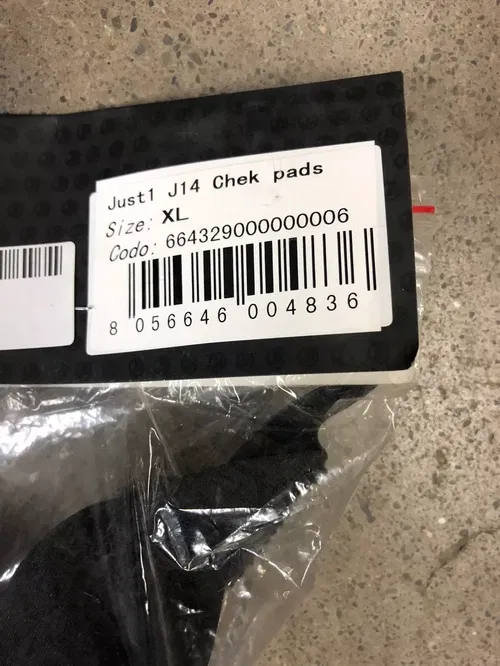 Just1 J14 Chek pads
Size: XL
Codo: 664329000000006
8 056646 004836